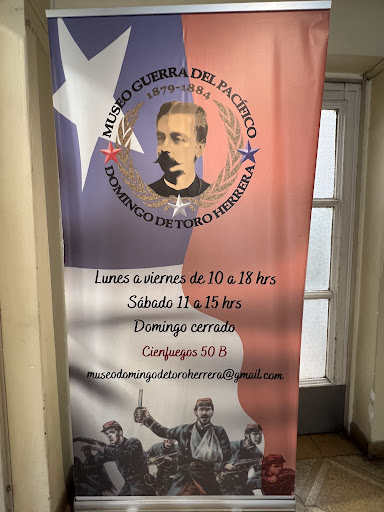 MUSEO GUERRA DEL PACÍFICO
1879-1884
DOMINGO DE TORO HERRERA
Lunes a viernes de 10 a 18 hrs
Sábado 11 a 15 hrs
Domingo cerrado
Cienfuegos 50 B
museodomingodetoroherrera@gmail.com